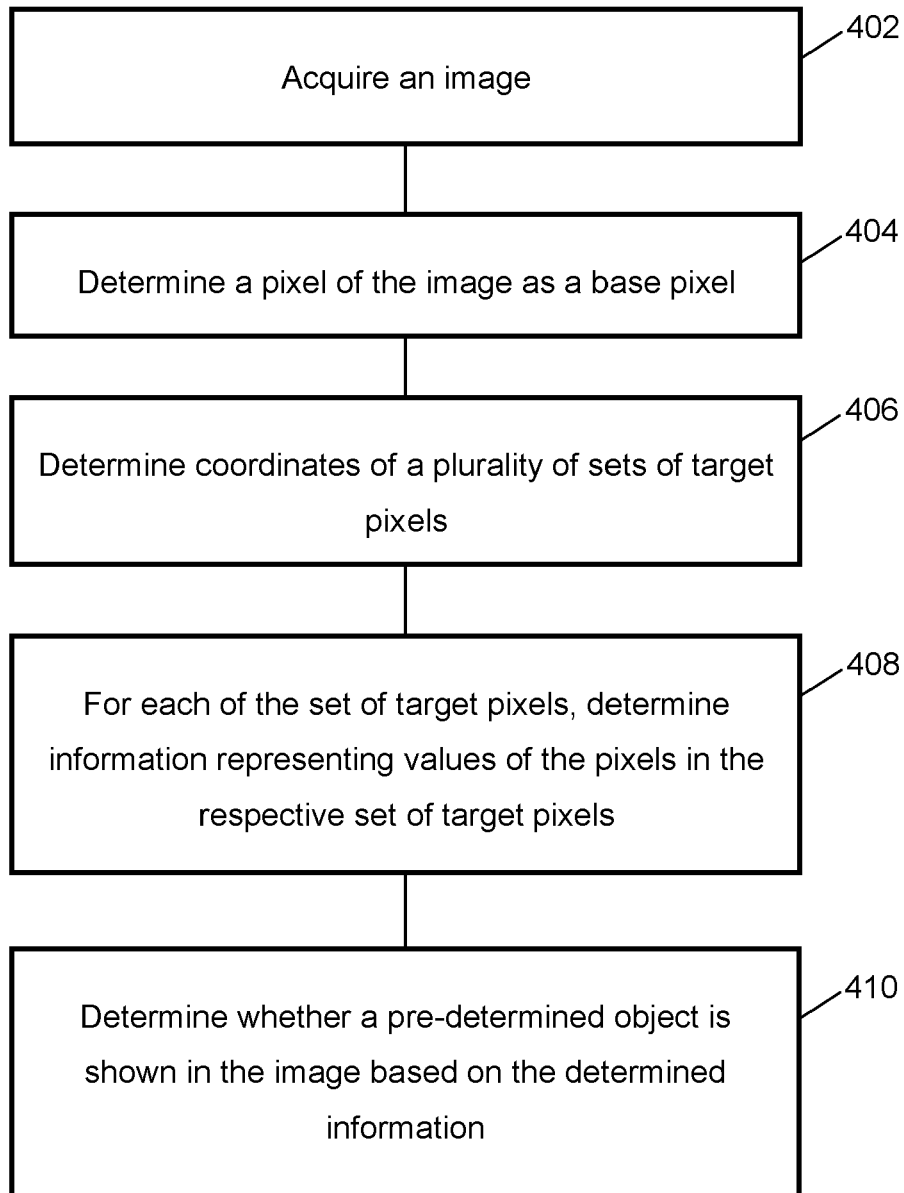 402
Acquire an image
404
Determine a pixel of the image as a base pixel
406
Determine coordinates of a plurality of sets of target
pixels
408
For each of the set of target pixels, determine
information representing values of the pixels in the
respective set of target pixels
410
Determine whether a pre-determined object is
shown in the image based on the determined
information